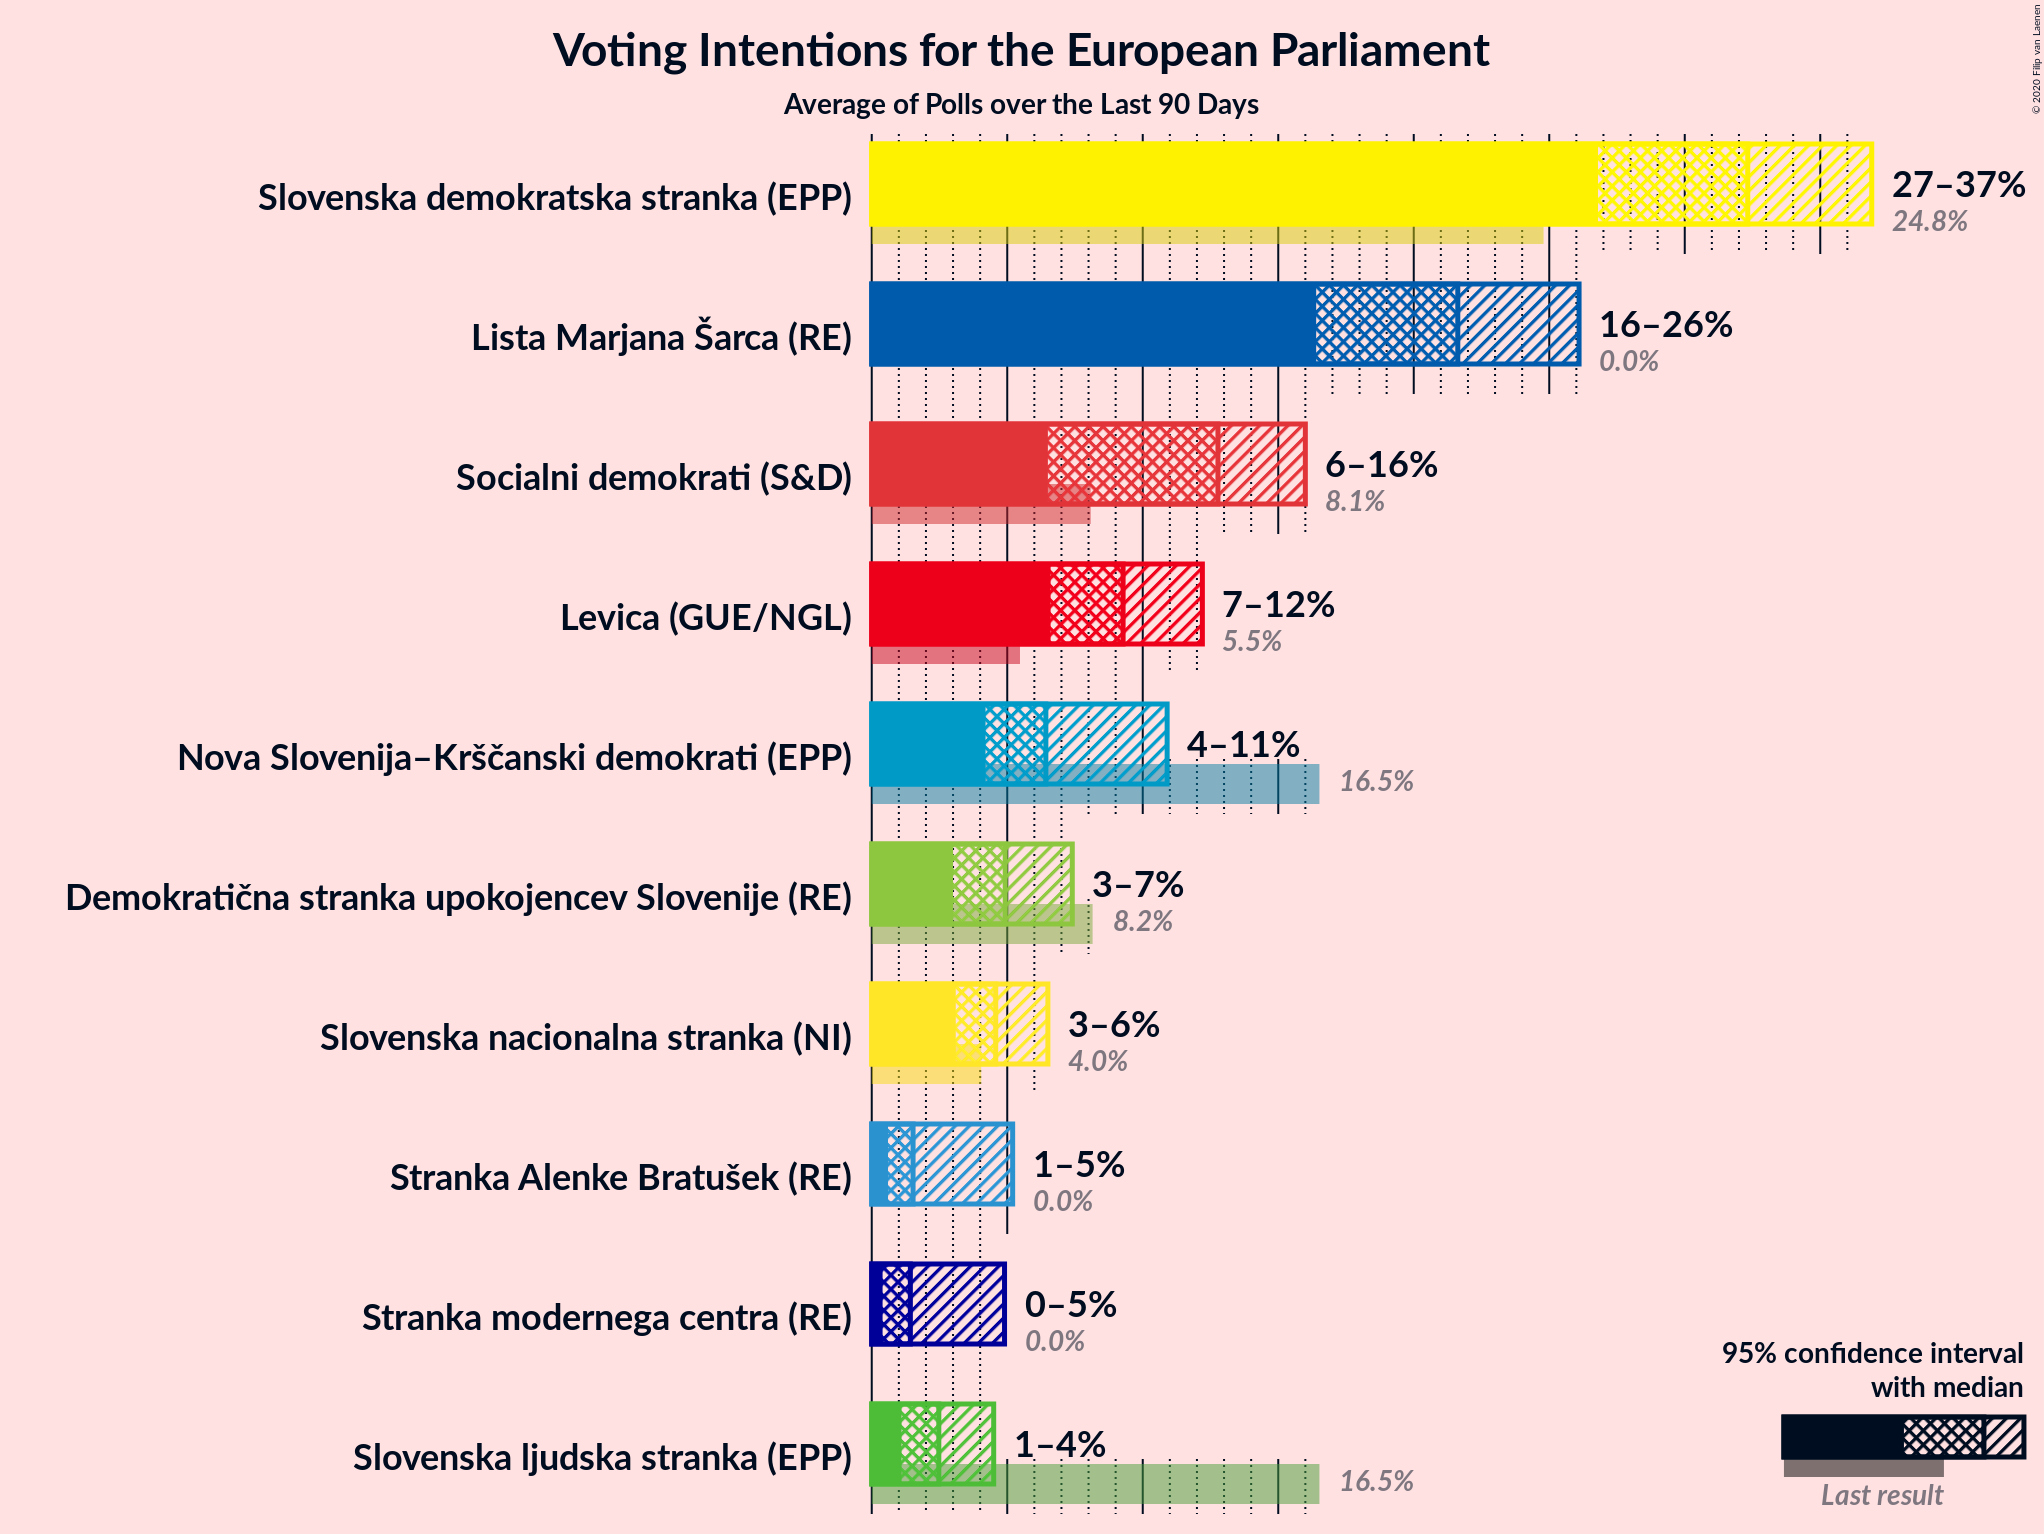 © 2020 Filip van Laenen
Voting Intentions for the European Parliament
Average of Polls over the Last 90 Days
Slovenska demokratska stranka (EPP)
27–37%
24.8%
Lista Marjana Šarca (RE)
16–26%
0.0%
Socialni demokrati (S&D)
6–16%
8.1%
Levica (GUE/NGL)
7–12%
5.5%
Nova Slovenija–Krščanski demokrati (EPP)
4–11%
16.5%
Demokratična stranka upokojencev Slovenije (RE)
3–7%
8.2%
Slovenska nacionalna stranka (NI)
3–6%
4.0%
Stranka Alenke Bratušek (RE)
1–5%
0.0%
Stranka modernega centra (RE)
0–5%
0.0%
Slovenska ljudska stranka (EPP)
1–4%
16.5%
95% confidence interval
with median
Last result